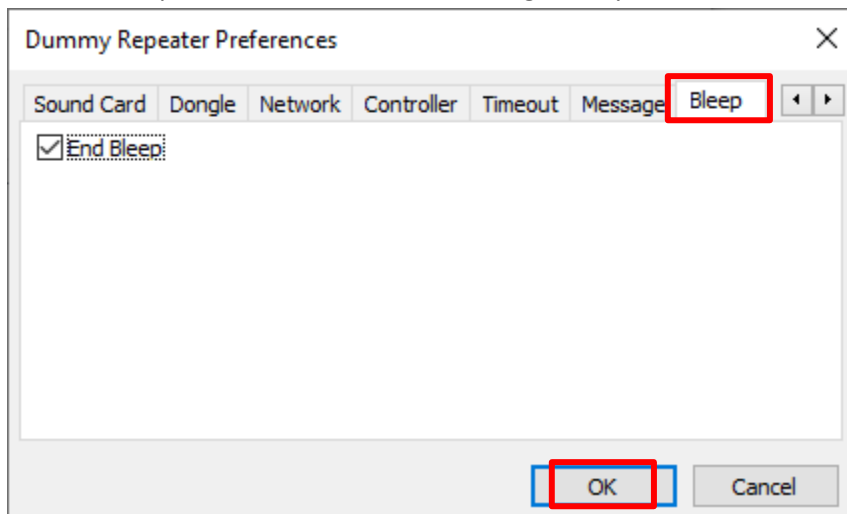 Dummy Repeater Preferences
Sound Card Dongle Network Controller Timeout Message Bleep
End Bleep
OK Cancel